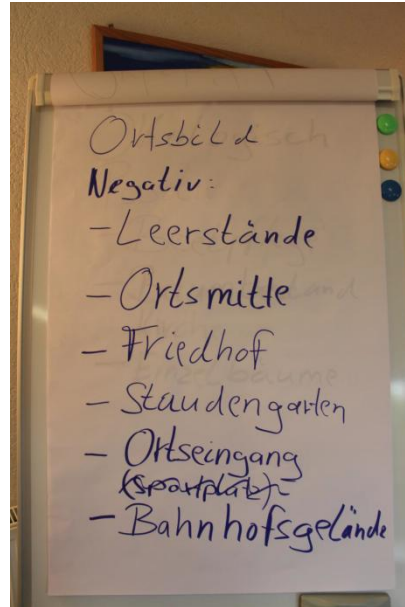 Ortsbild
Negativ:
- Leerstände
- Ortsmitte
- Friedhof
- Staudengarten
- Ortseingang
(Sportplatz)
- Bahnhofsgelände